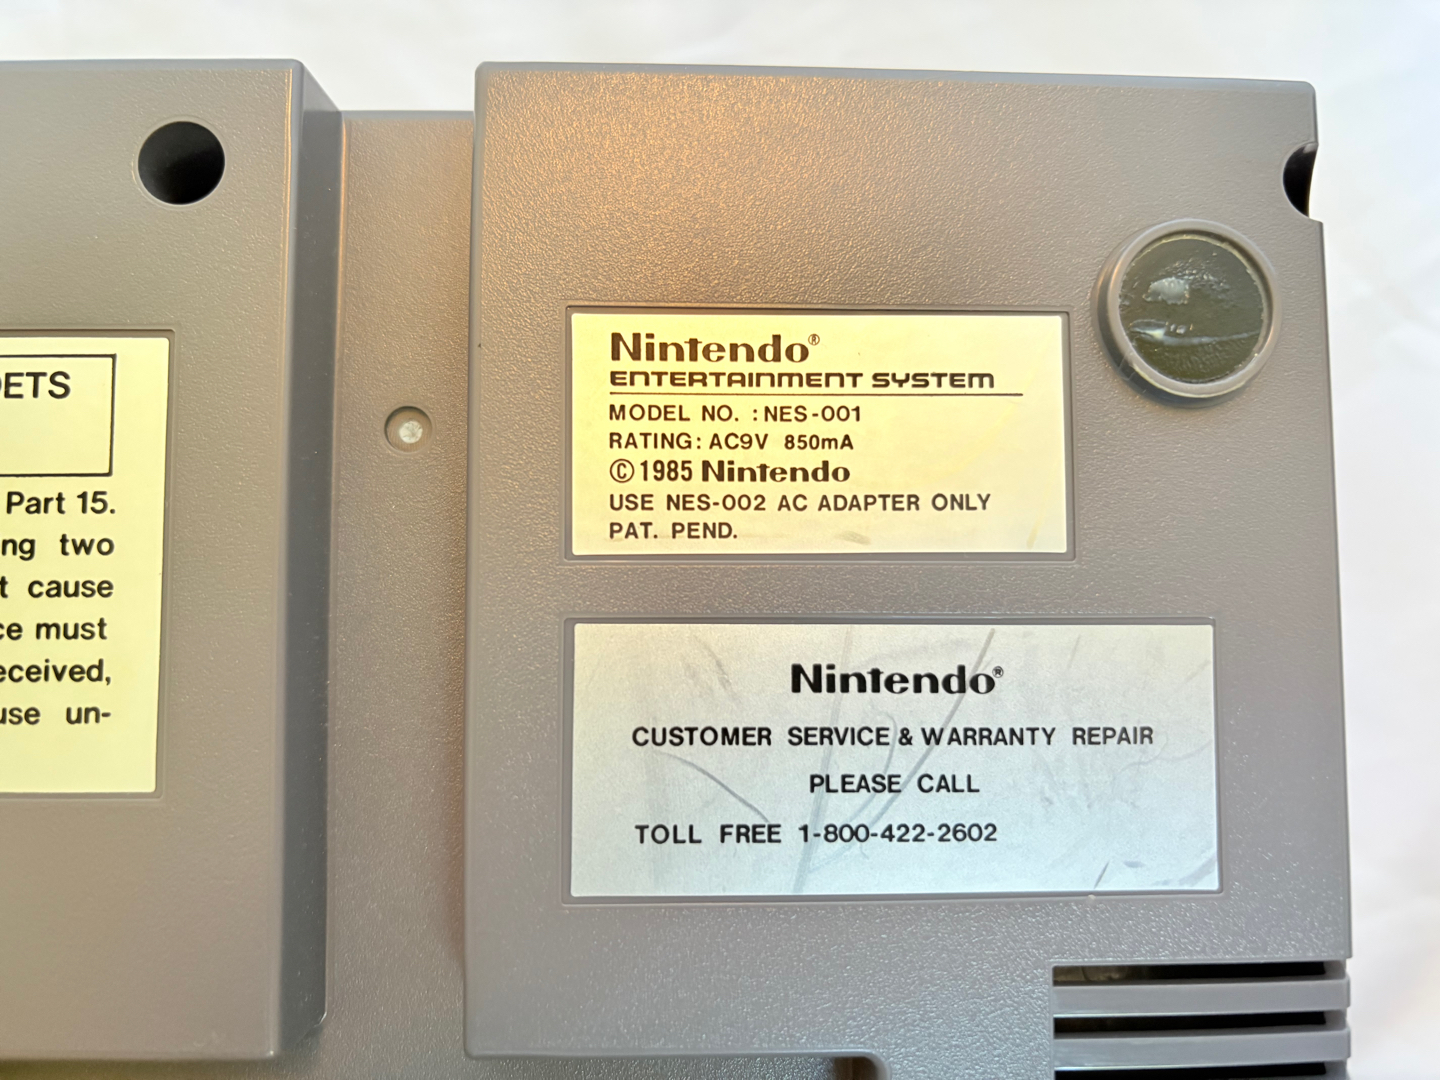 DETS
Part 15.
ng two
t cause
ce must
eceived,
use un-
Nintendo®
ENTERTAINMENT SYSTEM
MODEL NO. : NES-001
RATING: AC9V 850mA
©1985 Nintendo
USE NES-002 AC ADAPTER ONLY
PAT. PEND.
Nintendo®
CUSTOMER SERVICE & WARRANTY REPAIR
PLEASE CALL
TOLL FREE 1-800-422-2602